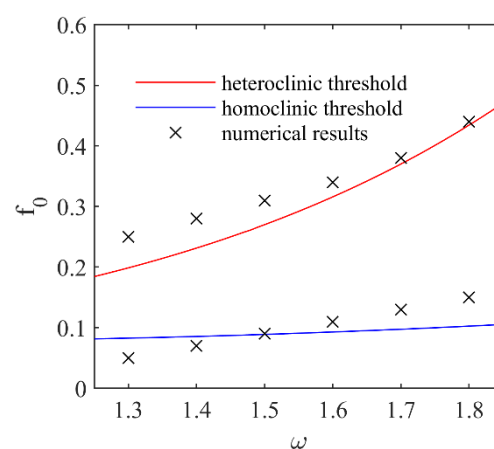 0.6
0.5
heteroclinic threshold
homoclinic threshold
numerical results
0.4
f0
0.3
0.2
0.1
0
1.3 1.4 1.5 1.6 1.7 1.8
ω